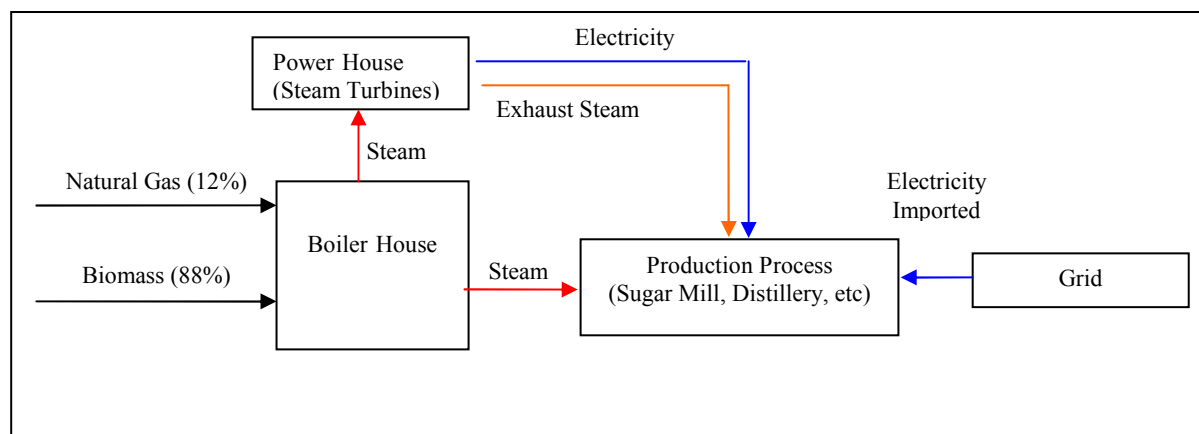 Electricity
Power House
(Steam Turbines)
Exhaust Steam
Steam
Natural Gas (12%)
Electricity
Imported
Boiler House
Biomass (88%)
Steam
Production Process
(Sugar Mill, Distillery, etc)
Grid